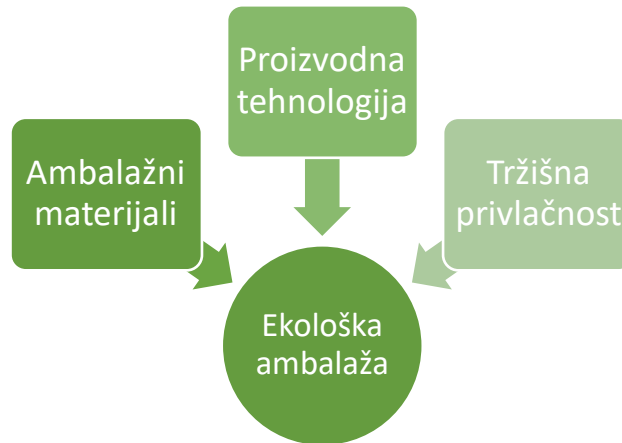 Proizvodna
tehnologija
Ambalažni
materijali
Tržišna
privlačnost
Ekološka
ambalaža